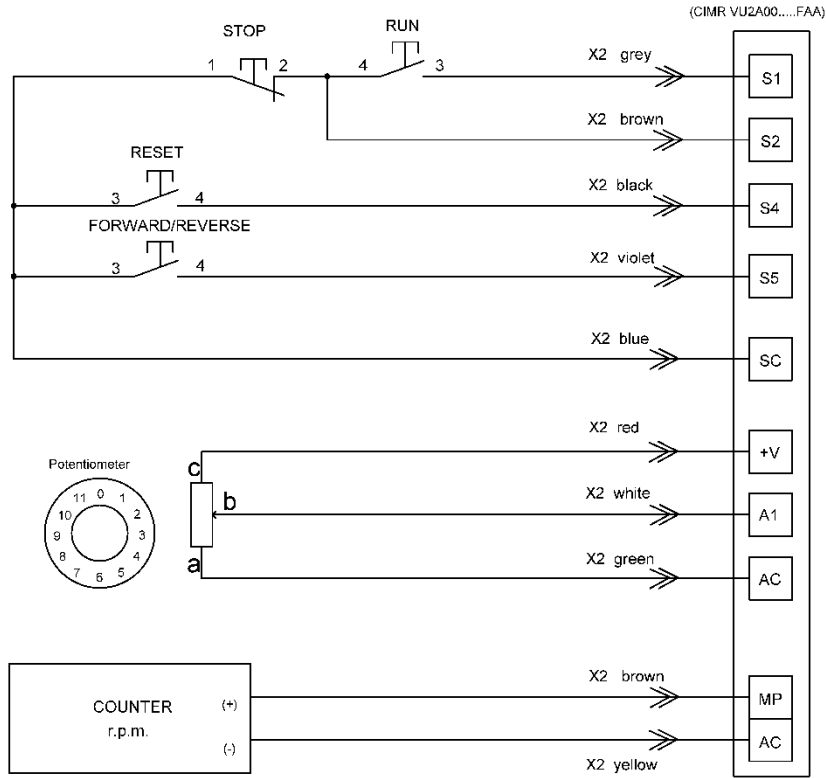 (CIMR VU2A00.....FAA)
STOP
RUN
1
2
4
3
X2 grey
S1
X2 brown
S2
RESET
3
4
X2 black
S4
FORWARD/REVERSE
3
4
X2 violet
S5
X2 blue
SC
X2 red
+V
Potentiometer
c
b
a
0
1
2
3
4
5
6
7
8
9
10
11
X2 white
A1
X2 green
AC
COUNTER
r.p.m.
(+)
(-)
X2 brown
MP
AC
X2 yellow